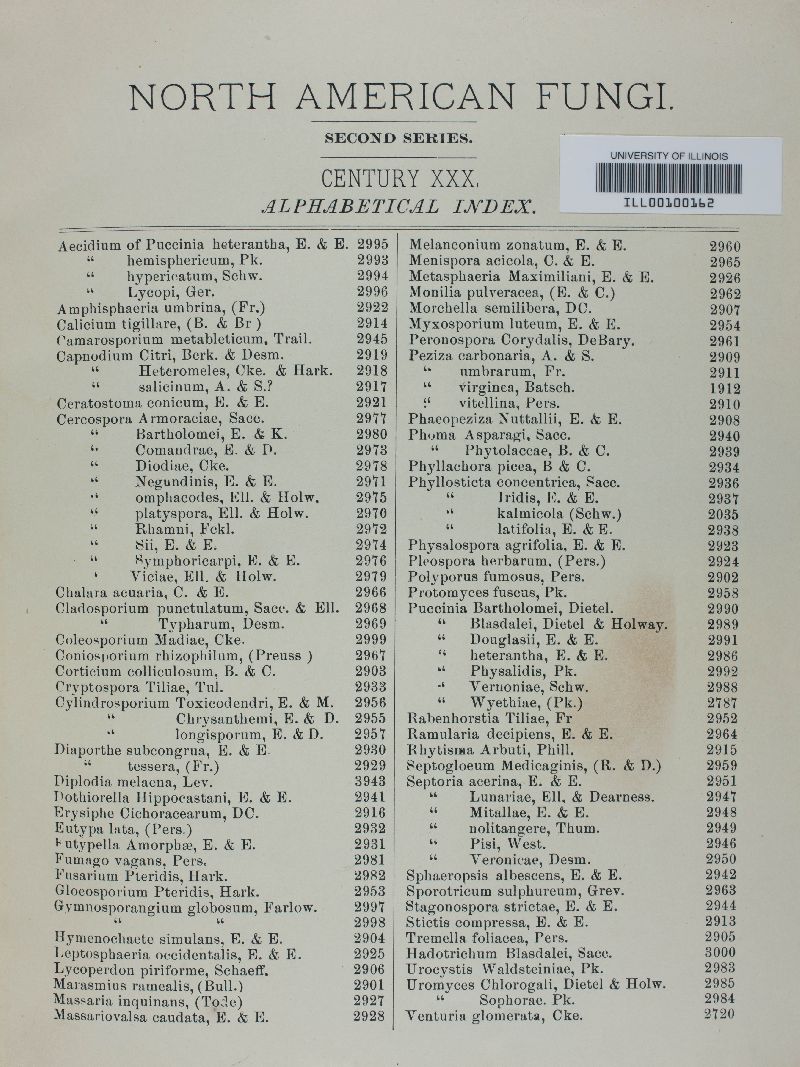 NORTH AMERICAN FUNGI.
SECOND SERIES.
CENTURY XXX.
ALPHABETICAL INDEX.
UNIVERSITY OF ILLINOIS
ILL00100162
Aecidium of Puccinia heterantha, E. & E. 2995
“ hemisphericum, Pk. 2993
“ hypericatum, Schw. 2994
“ Lycopi, Ger. 2996
Amphisphaeria umbrina, (Fr.) 2922
Calicium tigillare, (B. & Br ) 2914
Camarosporium metableticum, Trail. 2945
Capnodium Citri, Berk. & Desm. 2919
“ Heteromeles, Cke. & Hark. 2918
“ salicinum, A. & S.? 2917
Ceratostoma conicum, E. & E. 2921
Cercospora Armoraciae, Sacc. 2977
“ Bartholomei, E. & K. 2980
“ Comandrae, E. & D. 2973
“ Diodiae, Cke. 2978
“ Negundinis, E. & E. 2971
“ omphacodes, Ell. & Holw. 2975
“ platyspora, Ell. & Holw. 2970
“ Rhamni, Fckl. 2972
“ Sii, E. & E. 2974
“ Symphoricarpi, E. & E. 2976
“ Viciae, Ell. & Holw. 2979
Chalara acuaria, C. & E. 2966
Cladosporium punctulatum, Sacc. & Ell. 2968
“ Typharum, Desm. 2969
Coleosporium Madiae, Cke. 2999
Coniosporium rhizophilum, (Preuss ) 2967
Corticium colliculosum, B. & C. 2903
Cryptospora Tiliae, Tul. 2933
Cylindrosporium Toxicodendri, E. & M. 2956
“ Chrysanthemi, E. & D. 2955
“ longisporum, E. & D. 2957
Diaporthe subcongrua, E. & E. 2930
“ tessera, (Fr.) 2929
Diplodia melaena, Lev. 3943
Dothiorella Hippocastani, E. & E. 2941
Erysiphe Cichoracearum, DC. 2916
Eutypa lata, (Pers.) 2932
Eutypella Amorphæ, E. & E. 2931
Fumago vagans, Pers. 2981
Fusarium Pteridis, Hark. 2982
Gloeosporium Pteridis, Hark. 2953
Gymnosporangium globosum, Farlow. 2997
“ “ 2998
Hymenochaete simulans, E. & E. 2904
Leptosphaeria occidentalis, E. & E. 2925
Lycoperdon piriforme, Schaeff. 2906
Marasmius ramealis, (Bull.) 2901
Massaria inquinans, (Tode) 2927
Massariovalsa caudata, E. & E. 2928
Melanconium zonatum, E. & E. 2960
Menispora acicola, C. & E. 2965
Metasphaeria Maximiliani, E. & E. 2926
Monilia pulveracea, (E. & C.) 2962
Morchella semilibera, DC. 2907
Myxosporium luteum, E. & E. 2954
Peronospora Corydalis, DeBary. 2961
Peziza carbonaria, A. & S. 2909
“ umbrarum, Fr. 2911
“ virginea, Batsch. 1912
“ vitellina, Pers. 2910
Phaeopeziza Nuttallii, E. & E. 2908
Phoma Asparagi, Sacc. 2940
“ Phytolaccae, B. & C. 2939
Phyllachora picea, B & C. 2934
Phyllosticta concentrica, Sacc. 2936
“ Iridis, E. & E. 2937
“ kalmicola (Schw.) 2035
“ latifolia, E. & E. 2938
Physalospora agrifolia, E. & E. 2923
Pleospora herbarum, (Pers.) 2924
Polyporus fumosus, Pers. 2902
Protomyces fuscus, Pk. 2958
Puccinia Bartholomei, Dietel. 2990
“ Blasdalei, Dietel & Holway. 2989
“ Douglasii, E. & E. 2991
“ heterantha, E. & E. 2986
“ Physalidis, Pk. 2992
“ Vernoniae, Schw. 2988
“ Wyethiae, (Pk.) 2787
Rabenhorstia Tiliae, Fr 2952
Ramularia decipiens, E. & E. 2964
Rhytisma Arbuti, Phill. 2915
Septogloeum Medicaginis, (R. & D.) 2959
Septoria acerina, E. & E. 2951
“ Lunariae, Ell. & Dearness. 2947
“ Mitallae, E. & E. 2948
“ nolitangere, Thum. 2949
“ Pisi, West. 2946
“ Veronicae, Desm. 2950
Sphaeropsis albescens, E. & E. 2942
Sporotricum sulphureum, Grev. 2963
Stagonospora strictae, E. & E. 2944
Stictis compressa, E. & E. 2913
Tremella foliacea, Pers. 2905
Hadotrichum Blasdalei, Sacc. 3000
Urocystis Waldsteiniae, Pk. 2983
Uromyces Chlorogali, Dietel & Holw. 2985
“ Sophorae. Pk. 2984
Venturia glomerata, Cke. 2720